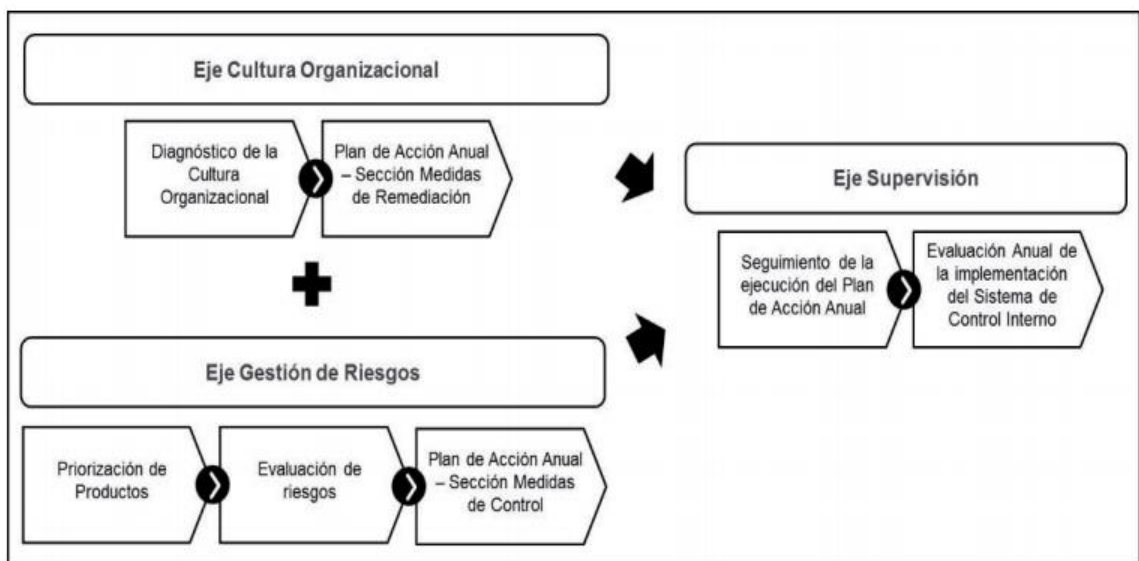 Eje Cultura Organizacional
Diagnóstico de la
Cultura
Organizacional
Plan de Acción Anual
– Sección Medidas
de Remediación
Eje Gestión de Riesgos
Priorización de
Productos
Evaluación de
riesgos
Plan de Acción Anual
– Sección Medidas
de Control
Eje Supervisión
Seguimiento de la
ejecución del Plan
de Acción Anual
Evaluación Anual de
la implementación
del Sistema de
Control Interno